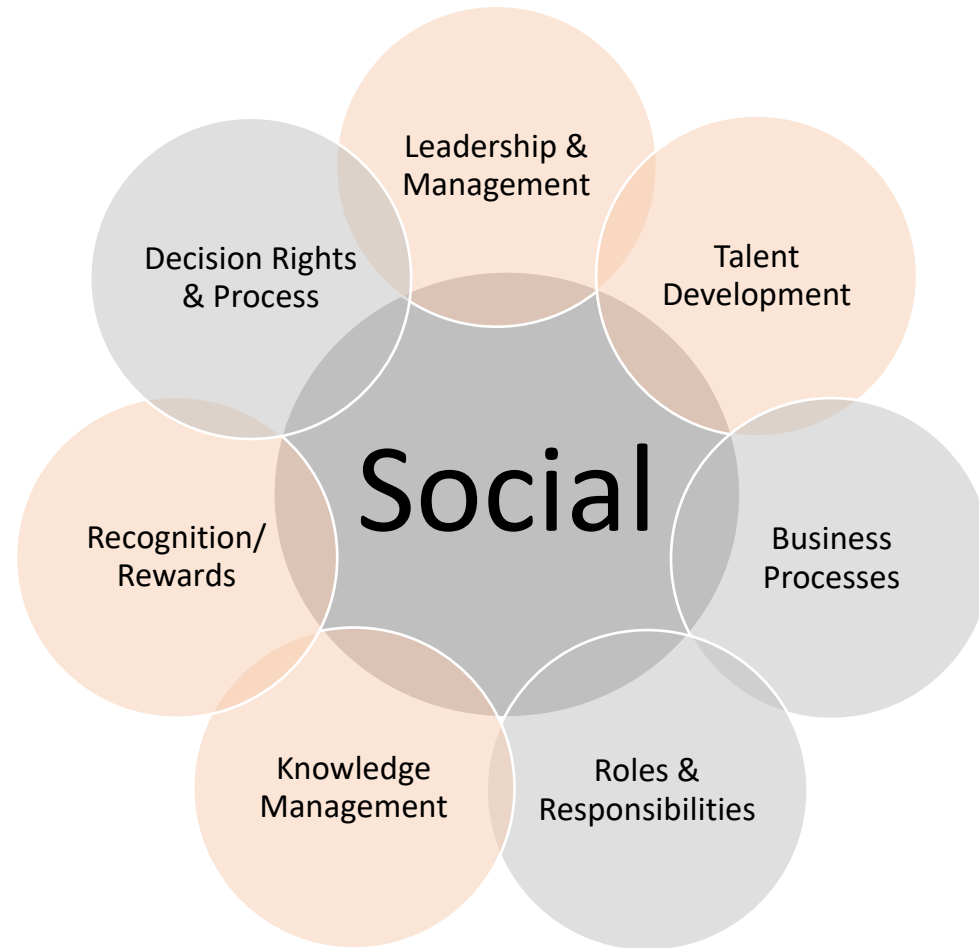 Leadership &
Management
Talent
Development
Business
Processes
Roles &
Responsibilities
Knowledge
Management
Recognition/
Rewards
Decision Rights
& Process
Social